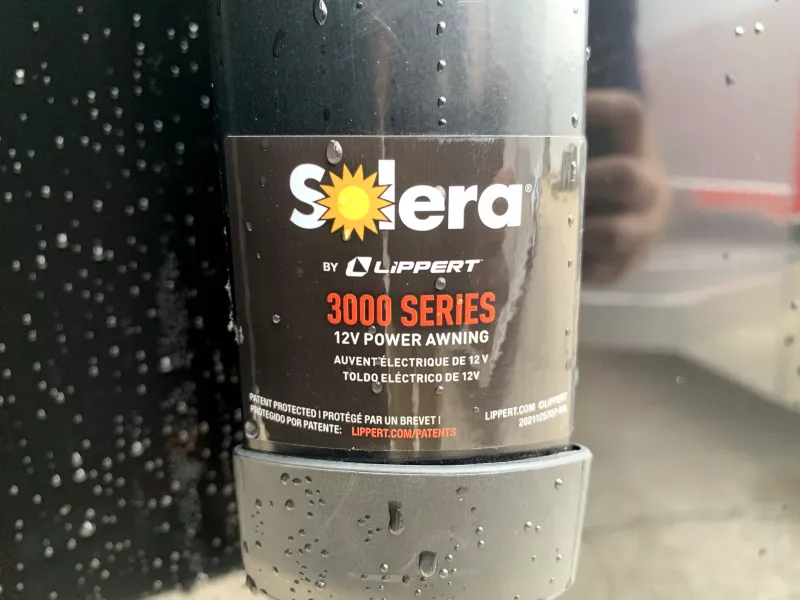 Solera®
BY LIPPERT
3000 SERIES
12V POWER AWNING
AUVENT ÉLECTRIQUE DE 12 V
TOLDO ELÉCTRICO DE 12V
PATENT PROTECTED | PROTÉGÉ PAR UN BREVET |
PROTEGIDO POR PATENTE: LIPPERT.COM/PATENTS
LIPPERT.COM ©LIPPERT